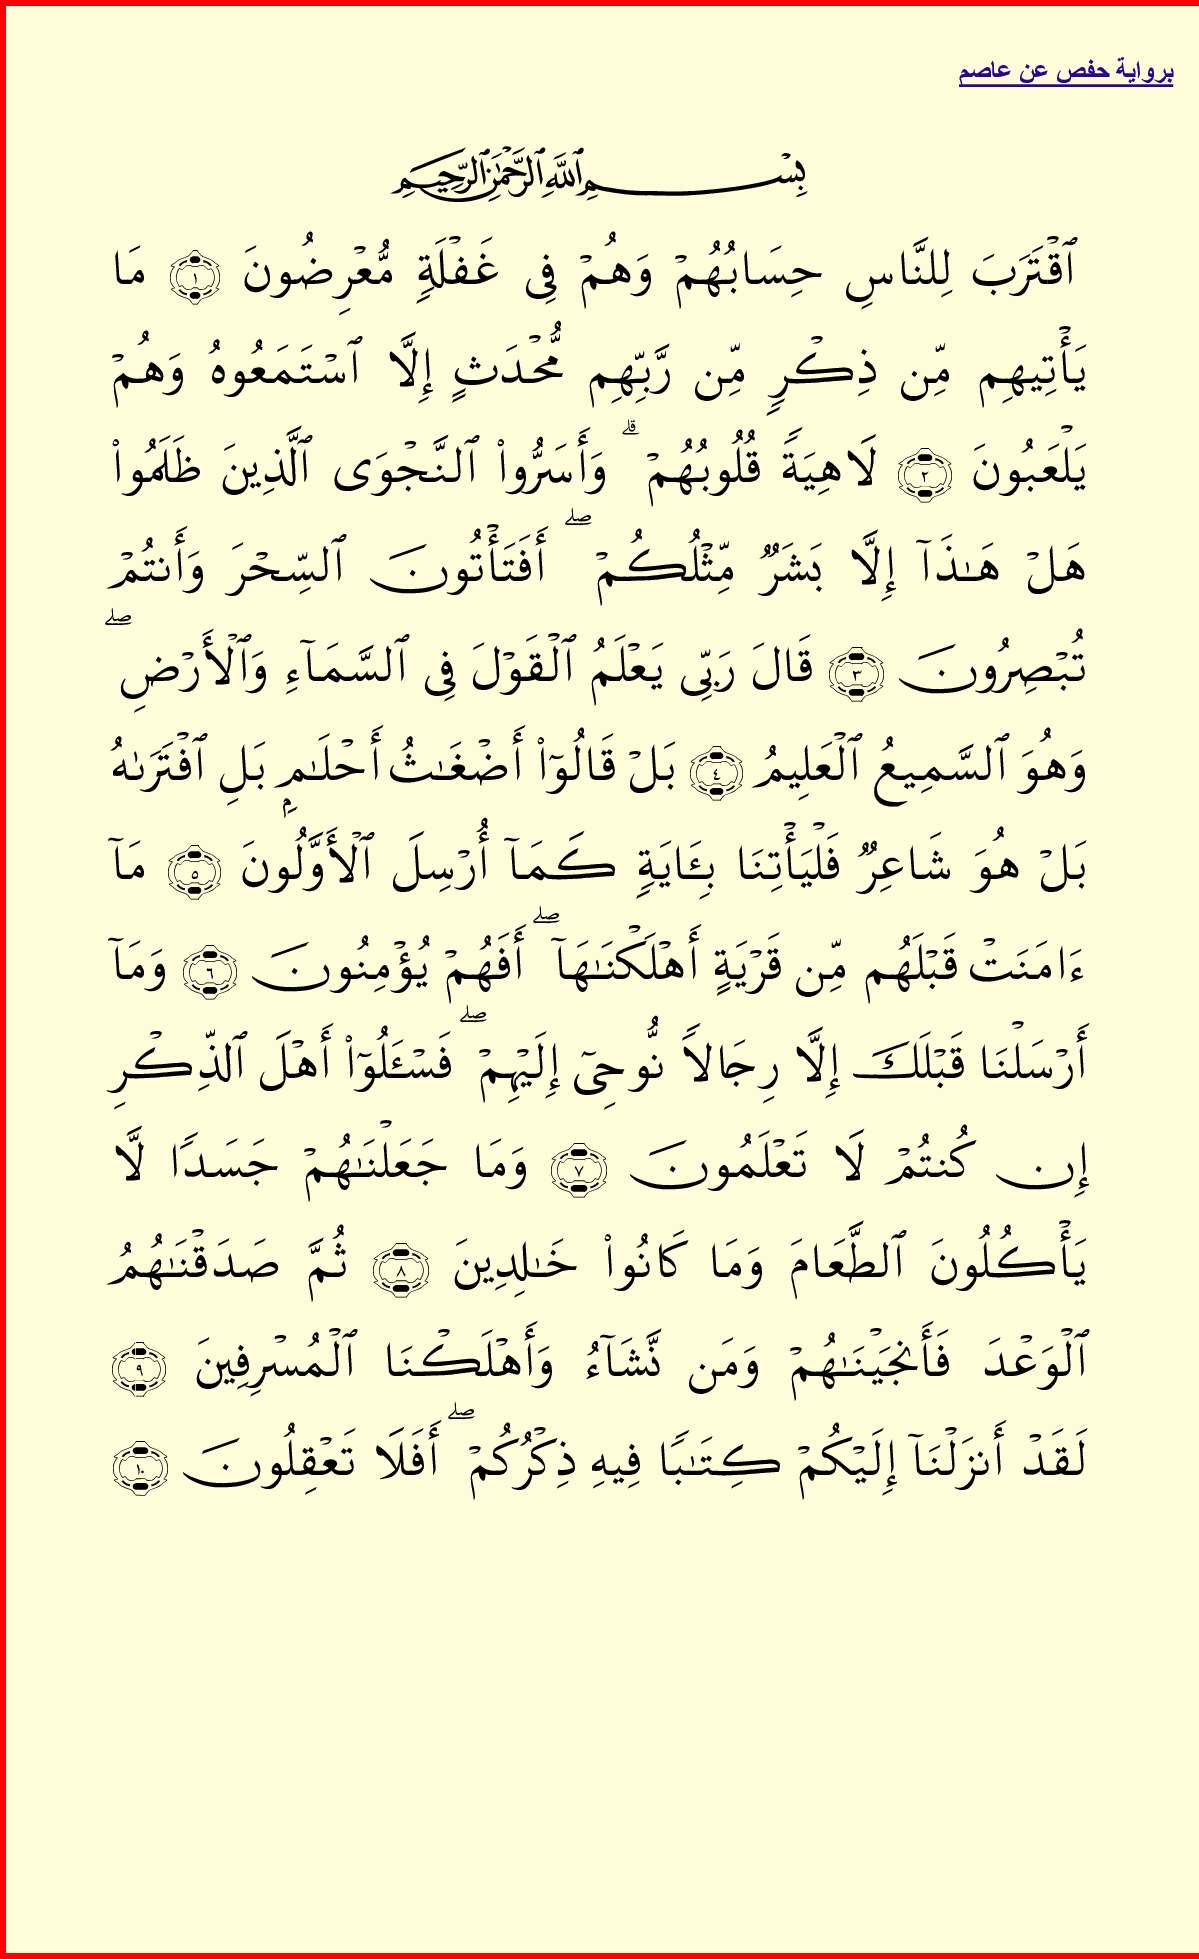 برواية حفص عن عاصم
بِسْمِ ٱللَّهِ ٱلرَّحْمَٰنِ ٱلرَّحِيمِ
ٱقْتَرَبَ لِلنَّاسِ حِسَابُهُمْ وَهُمْ فِى غَفْلَةٍۢ مُّعْرِضُونَ ١ مَا
يَأْتِيهِم مِّن ذِكْرٍۢ مِّن رَّبِّهِم مُّحْدَثٍ إِلَّا ٱسْتَمَعُوهُ وَهُمْ
يَلْعَبُونَ ٢ لَاهِيَةً قُلُوبُهُمْ ۗ وَأَسَرُّوا۟ ٱلنَّجْوَى ٱلَّذِينَ ظَلَمُوا۟
هَلْ هَـٰذَآ إِلَّا بَشَرٌۭ مِّثْلُكُمْ ۖ أَفَتَأْتُونَ ٱلسِّحْرَ وَأَنتُمْ
تُبْصِرُونَ ٣ قَالَ رَبِّى يَعْلَمُ ٱلْقَوْلَ فِى ٱلسَّمَآءِ وَٱلْأَرْضِ ۖ
وَهُوَ ٱلسَّمِيعُ ٱلْعَلِيمُ ٤ بَلْ قَالُوٓا۟ أَضْغَـٰثُ أَحْلَـٰمٍۭ بَلِ ٱفْتَرَىٰهُ
بَلْ هُوَ شَاعِرٌۭ فَلْيَأْتِنَا بِـَٔايَةٍۢ كَمَآ أُرْسِلَ ٱلْأَوَّلُونَ ٥ مَآ
ءَامَنَتْ قَبْلَهُم مِّن قَرْيَةٍ أَهْلَكْنَـٰهَآ ۖ أَفَهُمْ يُؤْمِنُونَ ٦ وَمَآ
أَرْسَلْنَا قَبْلَكَ إِلَّا رِجَالًۭا نُّوحِىٓ إِلَيْهِمْ ۖ فَسْـَٔلُوٓا۟ أَهْلَ ٱلذِّكْرِ
إِن كُنتُمْ لَا تَعْلَمُونَ ٧ وَمَا جَعَلْنَـٰهُمْ جَسَدًۭا لَّا
يَأْكُلُونَ ٱلطَّعَامَ وَمَا كَانُوا۟ خَـٰلِدِينَ ٨ ثُمَّ صَدَقْنَـٰهُمُ
ٱلْوَعْدَ فَأَنجَيْنَـٰهُمْ وَمَن نَّشَآءُ وَأَهْلَكْنَا ٱلْمُسْرِفِينَ ٩
لَقَدْ أَنزَلْنَآ إِلَيْكُمْ كِتَـٰبًۭا فِيهِ ذِكْرُكُمْ ۖ أَفَلَا تَعْقِلُونَ ١٠